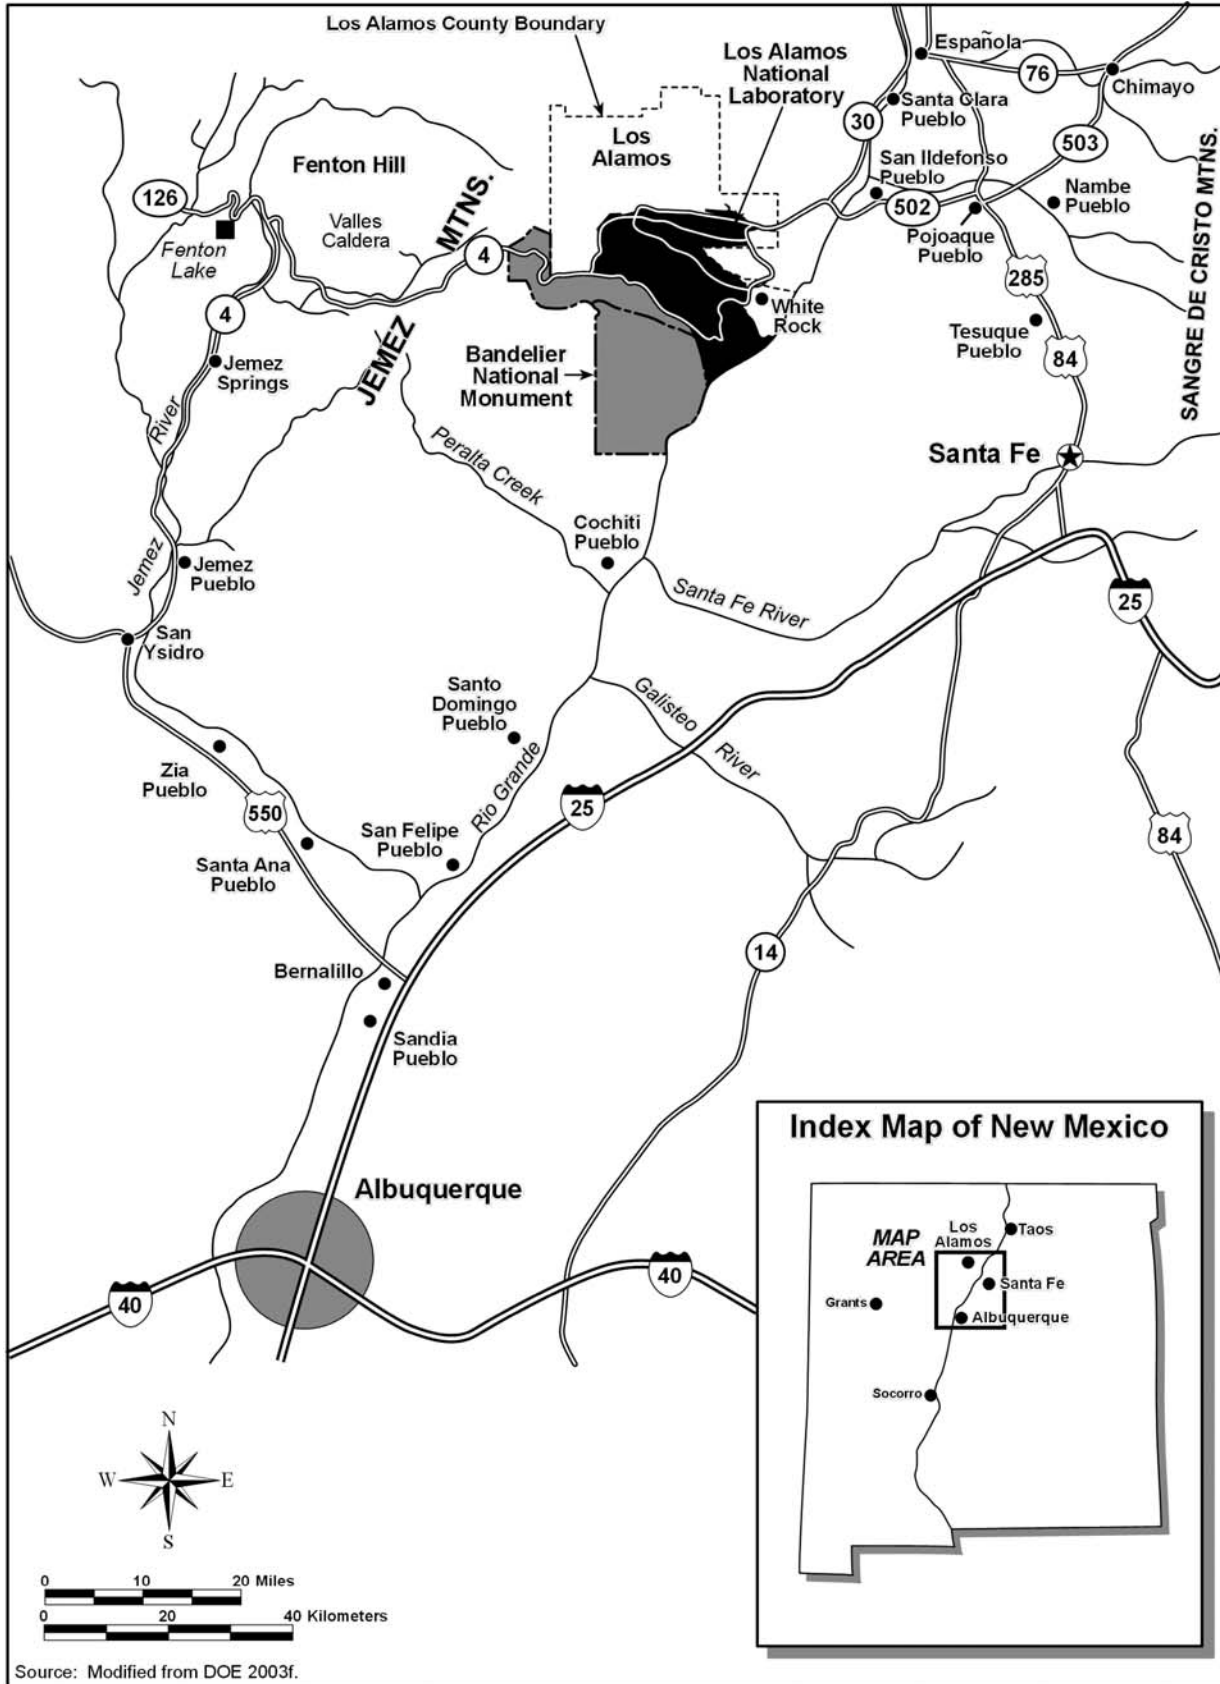 Los Alamos County Boundary
Los Alamos
National
Laboratory
Española
76
Chimayo
Santa Clara
Pueblo
30
Los
Alamos
503
San Ildefonso
Pueblo
Fenton Hill
126
Nambe
Pueblo
502
Valles
Caldera
MTNS.
Pojoaque
Pueblo
Fenton
Lake
4
SANGRE DE CRISTO MTNS.
285
4
White
Rock
Tesuque
Pueblo
84
Jemez
Springs
JEMEZ
Bandelier
National
Monument
River
Peralta Creek
Santa Fe
Cochiti
Pueblo
Jemez
Jemez
Pueblo
Santa Fe River
25
San
Ysidro
Santo
Domingo
Pueblo
Galisteo
River
Zia
Pueblo
Rio Grande
550
25
84
San Felipe
Pueblo
Santa Ana
Pueblo
14
Bernalillo
Sandia
Pueblo
Albuquerque
40
40
Index Map of New Mexico
MAP
AREA
Los
Alamos
Taos
Santa Fe
Grants
Albuquerque
Socorro
N
W
E
S
0 10 20 Miles
0 20 40 Kilometers
Source: Modified from DOE 2003f.